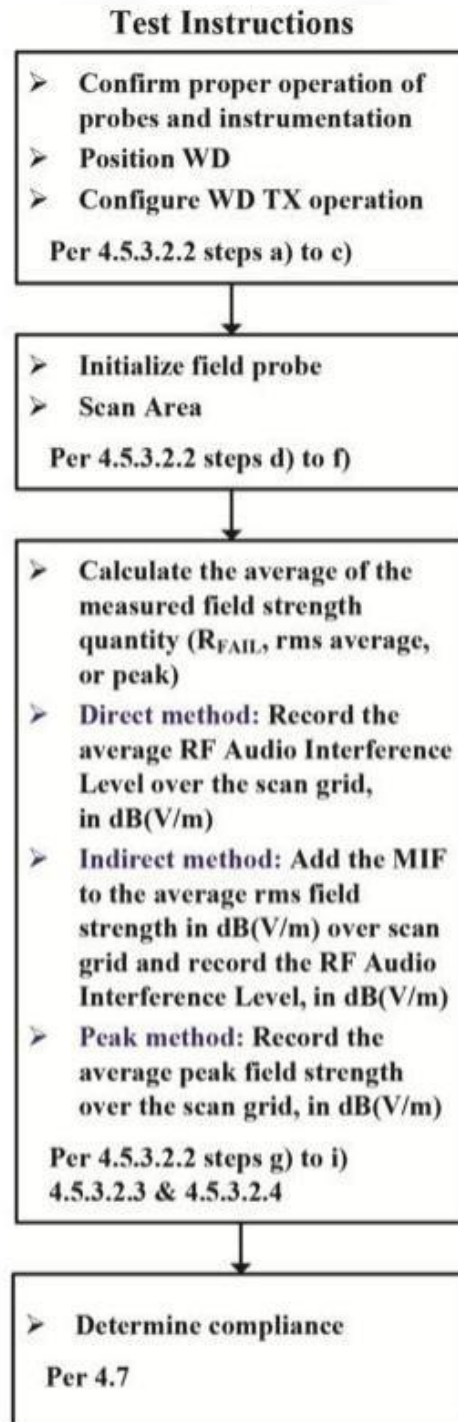 Test Instructions
➢ Confirm proper operation of
probes and instrumentation
➢ Position WD
➢ Configure WD TX operation
Per 4.5.3.2.2 steps a) to c)
➢ Initialize field probe
➢ Scan Area
Per 4.5.3.2.2 steps d) to f)
➢ Calculate the average of the
measured field strength
quantity (R_FAIL, rms average,
or peak)
➢ Direct method: Record the
average RF Audio Interference
Level over the scan grid,
in dB(V/m)
➢ Indirect method: Add the MIF
to the average rms field
strength in dB(V/m) over scan
grid and record the RF Audio
Interference Level, in dB(V/m)
➢ Peak method: Record the
average peak field strength
over the scan grid, in dB(V/m)
Per 4.5.3.2.2 steps g) to i)
4.5.3.2.3 & 4.5.3.2.4
➢ Determine compliance
Per 4.7